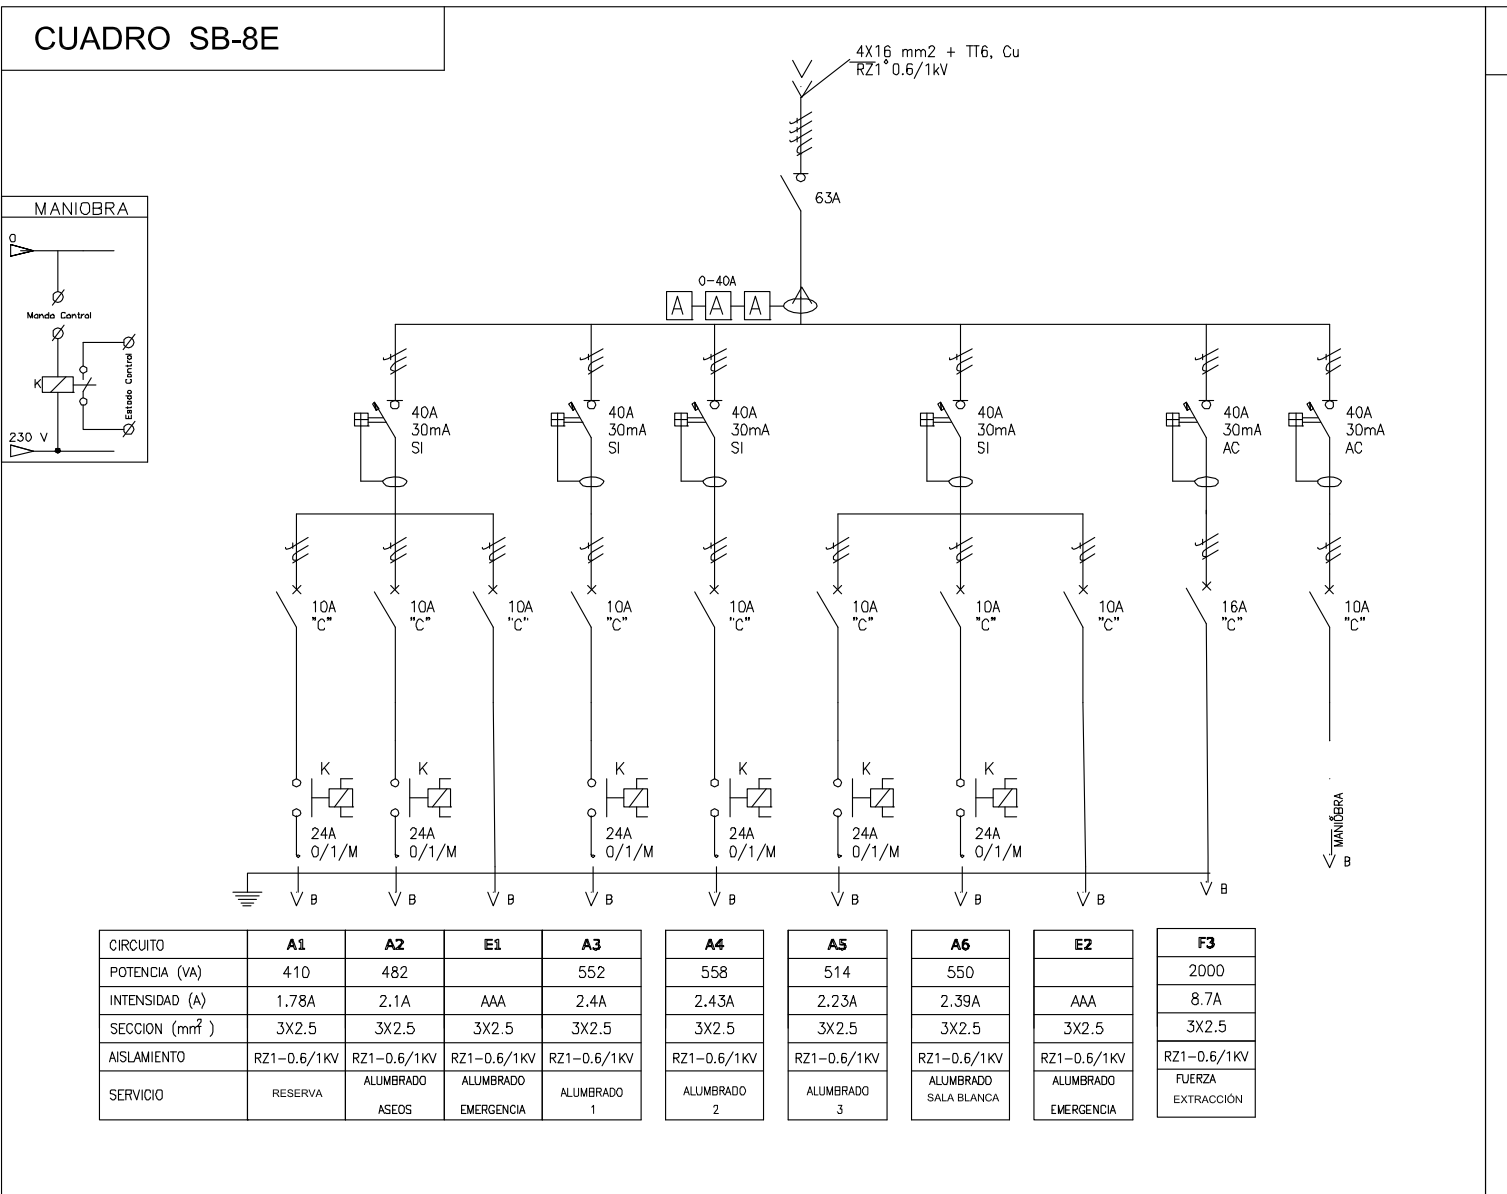 CUADRO SB-8E
4X16 mm2 + TT6, Cu
RZ1 0.6/1kV
63A
MANIOBRA
0
Mando Control
K
Estado Control
230 V
0-40A
A A A
40A 40A 40A 40A 40A 40A
30mA 30mA 30mA 30mA 30mA 30mA
SI SI SI SI AC AC
10A 10A 10A 10A 10A 10A 10A 10A 16A 10A
"C" "C" "C" "C" "C" "C" "C" "C" "C" "C"
K K K K K K
24A 24A 24A 24A 24A 24A
0/1/M 0/1/M 0/1/M 0/1/M 0/1/M 0/1/M
MANIOBRA
B
B B B B B B B B B
CIRCUITO A1 A2 E1 A3 A4 A5 A6 E2 F3
POTENCIA (VA) 410 482 552 558 514 550 2000
INTENSIDAD (A) 1.78A 2.1A AAA 2.4A 2.43A 2.23A 2.39A AAA 8.7A
SECCION (mm2) 3X2.5 3X2.5 3X2.5 3X2.5 3X2.5 3X2.5 3X2.5 3X2.5 3X2.5
AISLAMIENTO RZ1-0.6/1KV RZ1-0.6/1KV RZ1-0.6/1KV RZ1-0.6/1KV RZ1-0.6/1KV RZ1-0.6/1KV RZ1-0.6/1KV RZ1-0.6/1KV RZ1-0.6/1KV
SERVICIO RESERVA ALUMBRADO ALUMBRADO ALUMBRADO ALUMBRADO ALUMBRADO ALUMBRADO ALUMBRADO FUERZA
ASEOS EMERGENCIA 1 2 3 SALA BLANCA EMERGENCIA EXTRACCIÓN